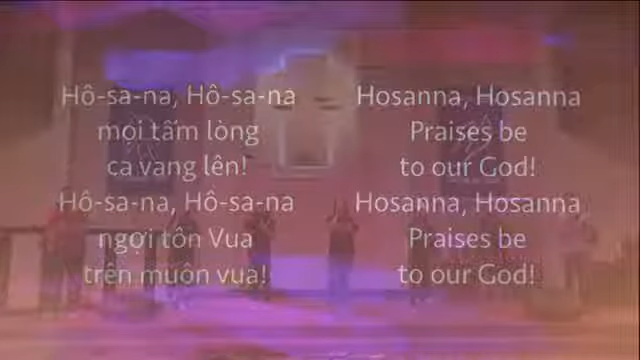 Hô-sa-na, Hô-sa-na
mọi tấm lòng
ca vang lên!
Hô-sa-na, Hô-sa-na
ngợi tôn Vua
trên muôn vua!
Hosanna, Hosanna
Praises be
to our God!
Hosanna, Hosanna
Praises be
to our God!